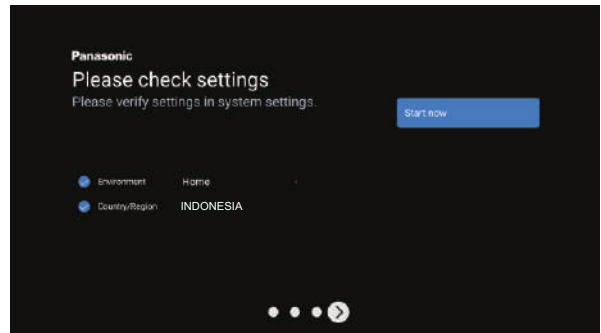 Panasonic
Please check settings
Please verify settings in system settings.
Start now
Environment Home
Country/Region INDONESIA